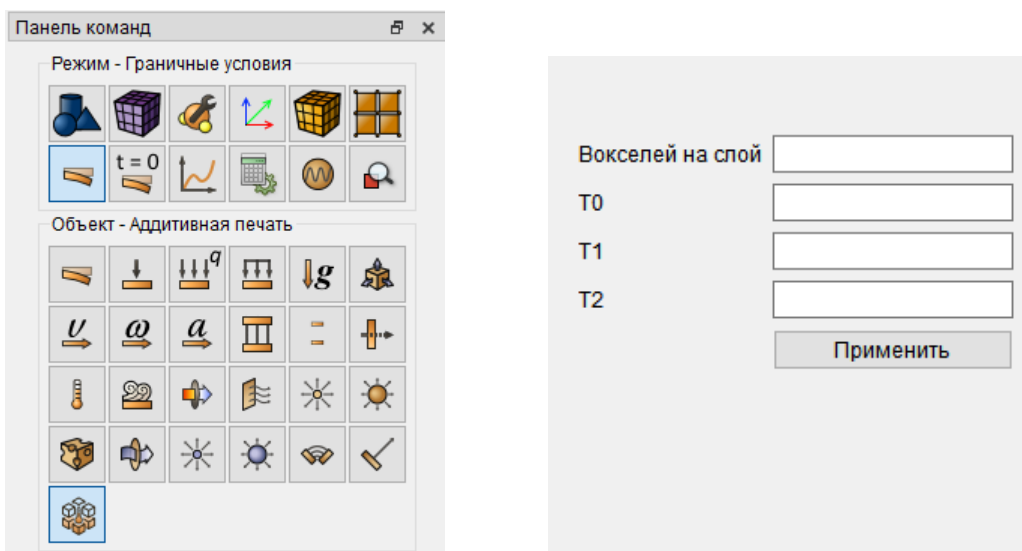 Панель команд
Режим - Граничные условия
t = 0
Объект - Аддитивная печать
q
g
υ
ω
a
Вокселей на слой
T0
T1
T2
Применить